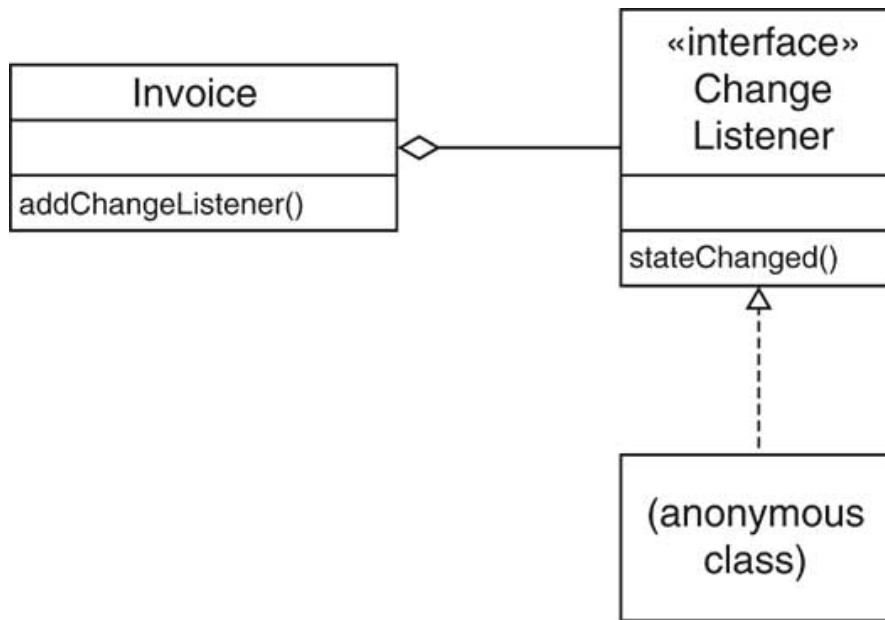 Invoice
addChangeListener()
«interface»
Change
Listener
stateChanged()
(anonymous
class)